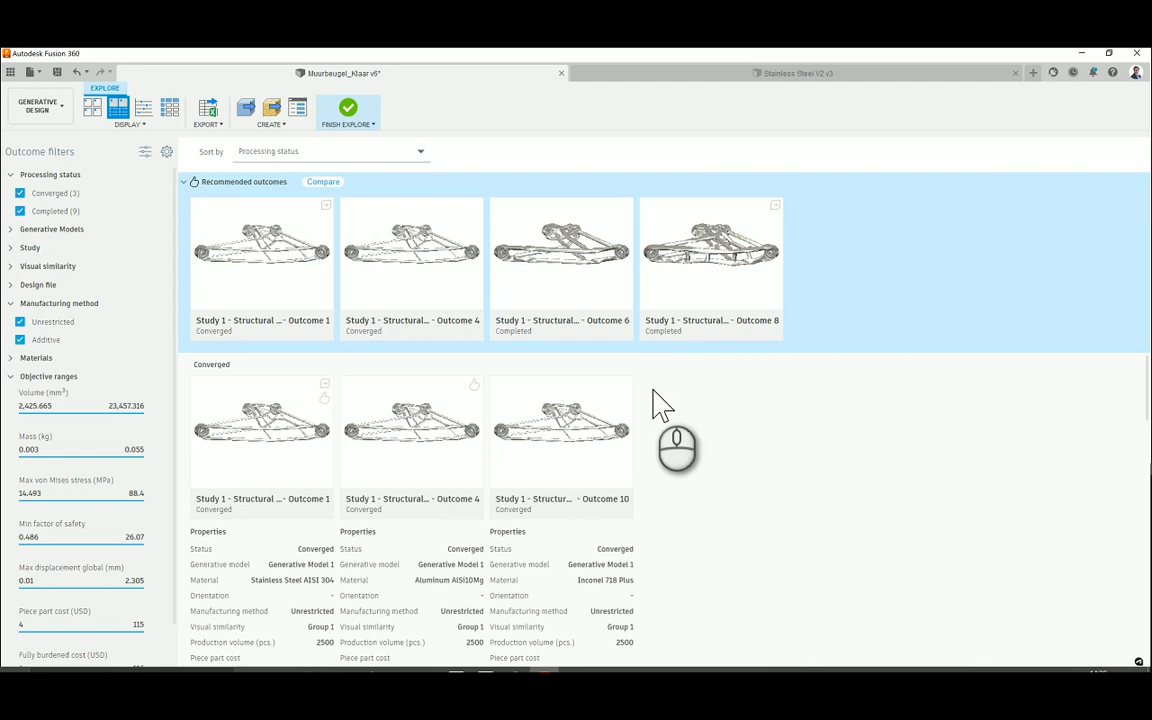 Autodesk Fusion 360
Muurbeugel_Klaar v6*
Stainless Steel V2 v3
GENERATIVE DESIGN
EXPLORE
DISPLAY
EXPORT
CREATE
FINISH EXPLORE
Outcome filters
Processing status
Converged (3)
Completed (9)
Generative Models
Study
Visual similarity
Design file
Manufacturing method
Unrestricted
Additive
Materials
Objective ranges
Volume (mm³)
2,425.665 23,457.316
Mass (kg)
0.003 0.055
Max von Mises stress (MPa)
14.493 88.4
Min factor of safety
0.486 26.07
Max displacement global (mm)
0.01 2.305
Piece part cost (USD)
4 115
Fully burdened cost (USD)
Sort by Processing status
Recommended outcomes Compare
Study 1 - Structural ...- Outcome 1
Converged
Study 1 - Structural... - Outcome 4
Converged
Study 1 - Structural... - Outcome 6
Completed
Study 1 - Structural... - Outcome 8
Completed
Converged
Study 1 - Structural ...- Outcome 1
Converged
Study 1 - Structural... - Outcome 4
Converged
Study 1 - Structur... - Outcome 10
Converged
Properties Properties Properties
Status Converged Status Converged Status Converged
Generative model Generative Model 1 Generative model Generative Model 1 Generative model Generative Model 1
Material Stainless Steel AISI 304 Material Aluminum AlSi10Mg Material Inconel 718 Plus
Orientation - Orientation - Orientation -
Manufacturing method Unrestricted Manufacturing method Unrestricted Manufacturing method Unrestricted
Visual similarity Group 1 Visual similarity Group 1 Visual similarity Group 1
Production volume (pcs.) 2500 Production volume (pcs.) 2500 Production volume (pcs.) 2500
Piece part cost Piece part cost Piece part cost